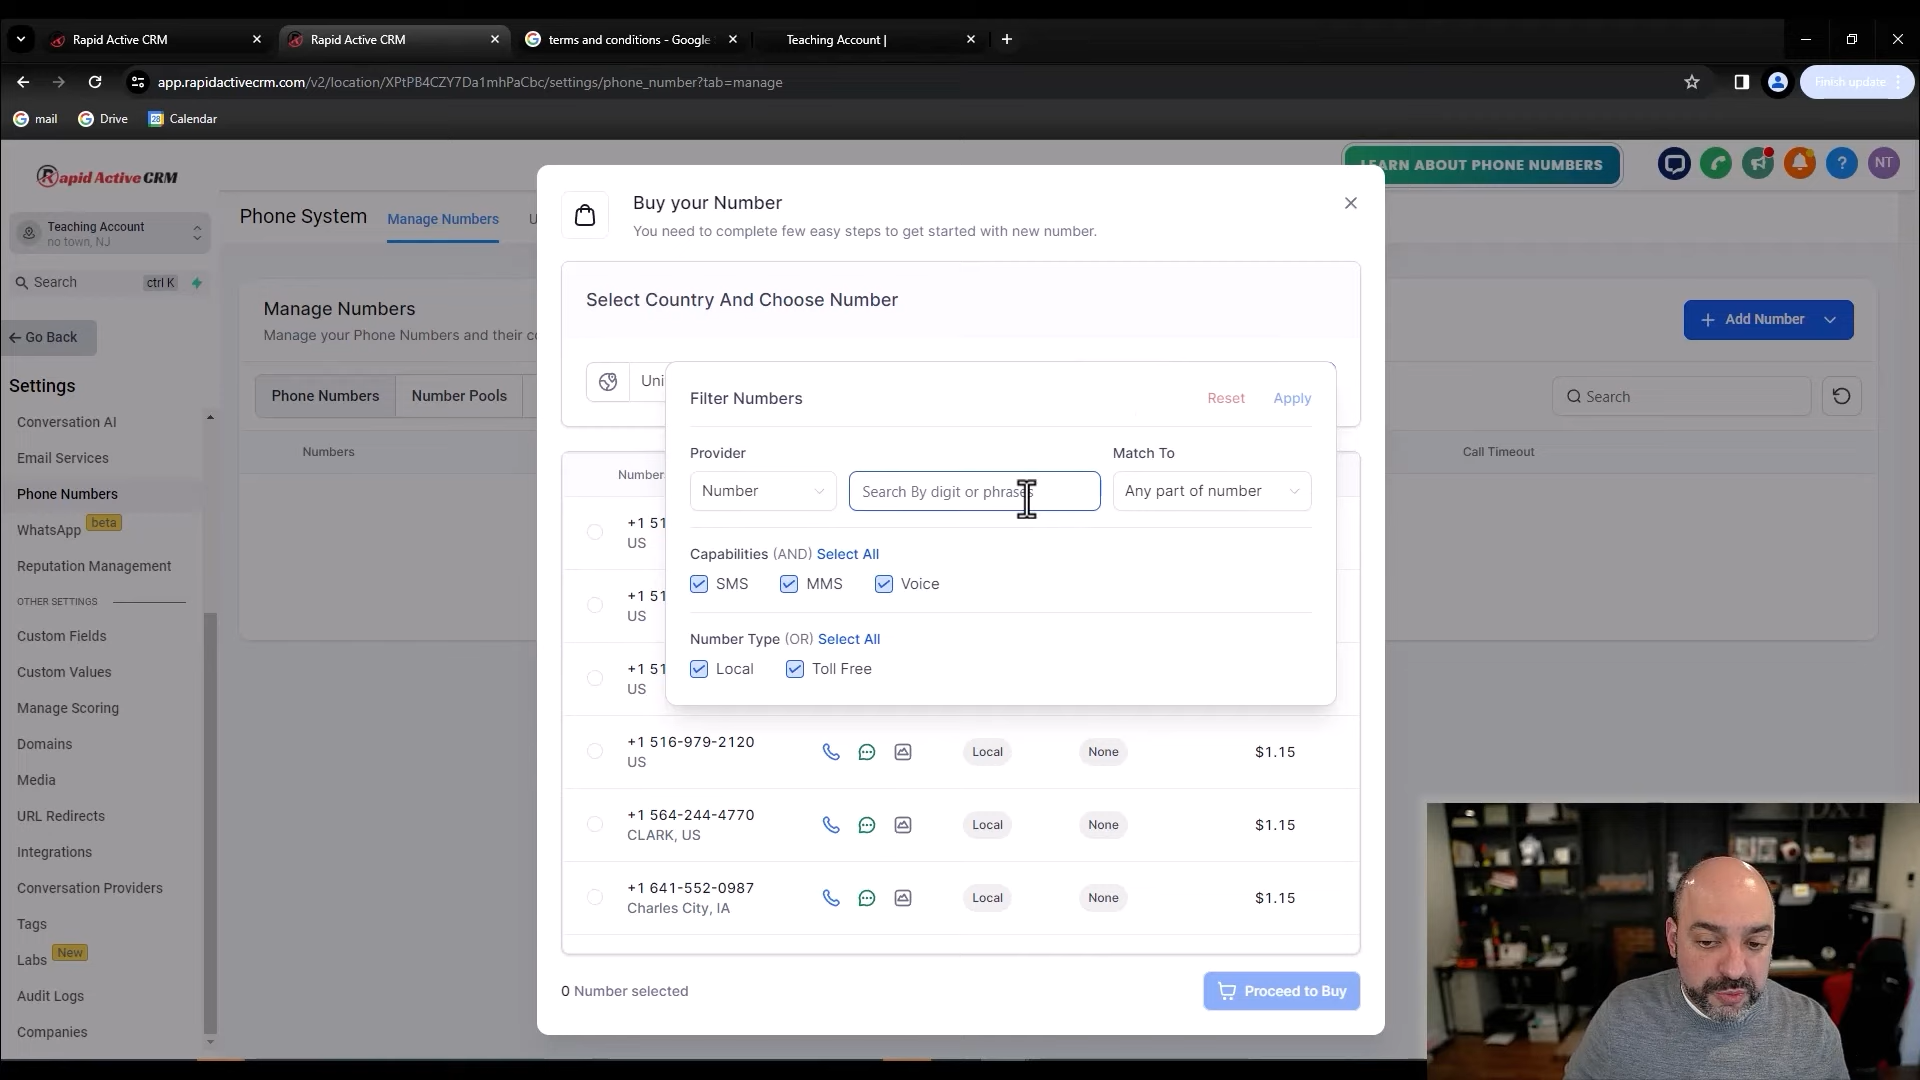 Rapid Active CRM
Rapid Active CRM
terms and conditions - Google
Teaching Account |
app.rapidactivecrm.com/v2/location/XPtPB4CZY7Da1mhPaCbc/settings/phone_number?tab=manage
Finish update
mail
Drive
28
Calendar
Rapid Active CRM
LEARN ABOUT PHONE NUMBERS
NT
Teaching Account
no town, NJ
Search
ctrl K
Go Back
Settings
Conversation AI
Email Services
Phone Numbers
WhatsApp beta
Reputation Management
OTHER SETTINGS
Custom Fields
Custom Values
Manage Scoring
Domains
Media
URL Redirects
Integrations
Conversation Providers
Tags
Labs New
Audit Logs
Companies
Phone System
Manage Numbers
Manage Numbers
Manage your Phone Numbers and their
Add Number
Phone Numbers
Number Pools
Search
Numbers
Call Timeout
Buy your Number
You need to complete few easy steps to get started with new number.
Select Country And Choose Number
Uni
Filter Numbers
Reset
Apply
Provider
Match To
Number
Search By digit or phrases
Any part of number
Capabilities (AND) Select All
SMS
MMS
Voice
Number Type (OR) Select All
Local
Toll Free
Number
+1 51
US
+1 51
US
+1 51
US
+1 516-979-2120
US
Local
None
$1.15
+1 564-244-4770
CLARK, US
Local
None
$1.15
+1 641-552-0987
Charles City, IA
Local
None
$1.15
0 Number selected
Proceed to Buy